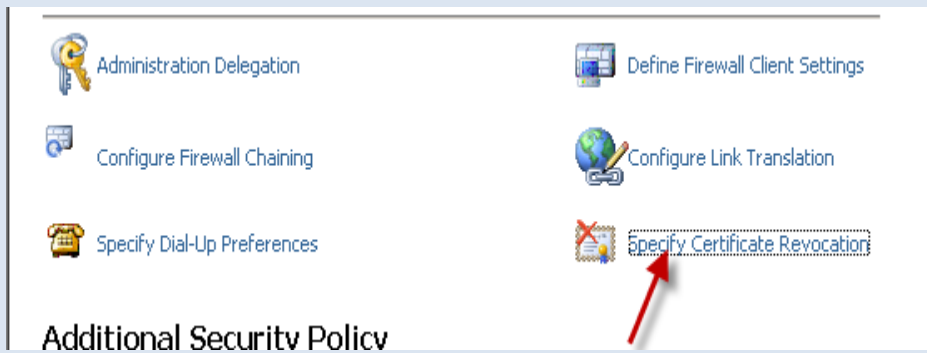 Administration Delegation
Define Firewall Client Settings
Configure Firewall Chaining
Configure Link Translation
Specify Dial-Up Preferences
Specify Certificate Revocation
Additional Security Policy